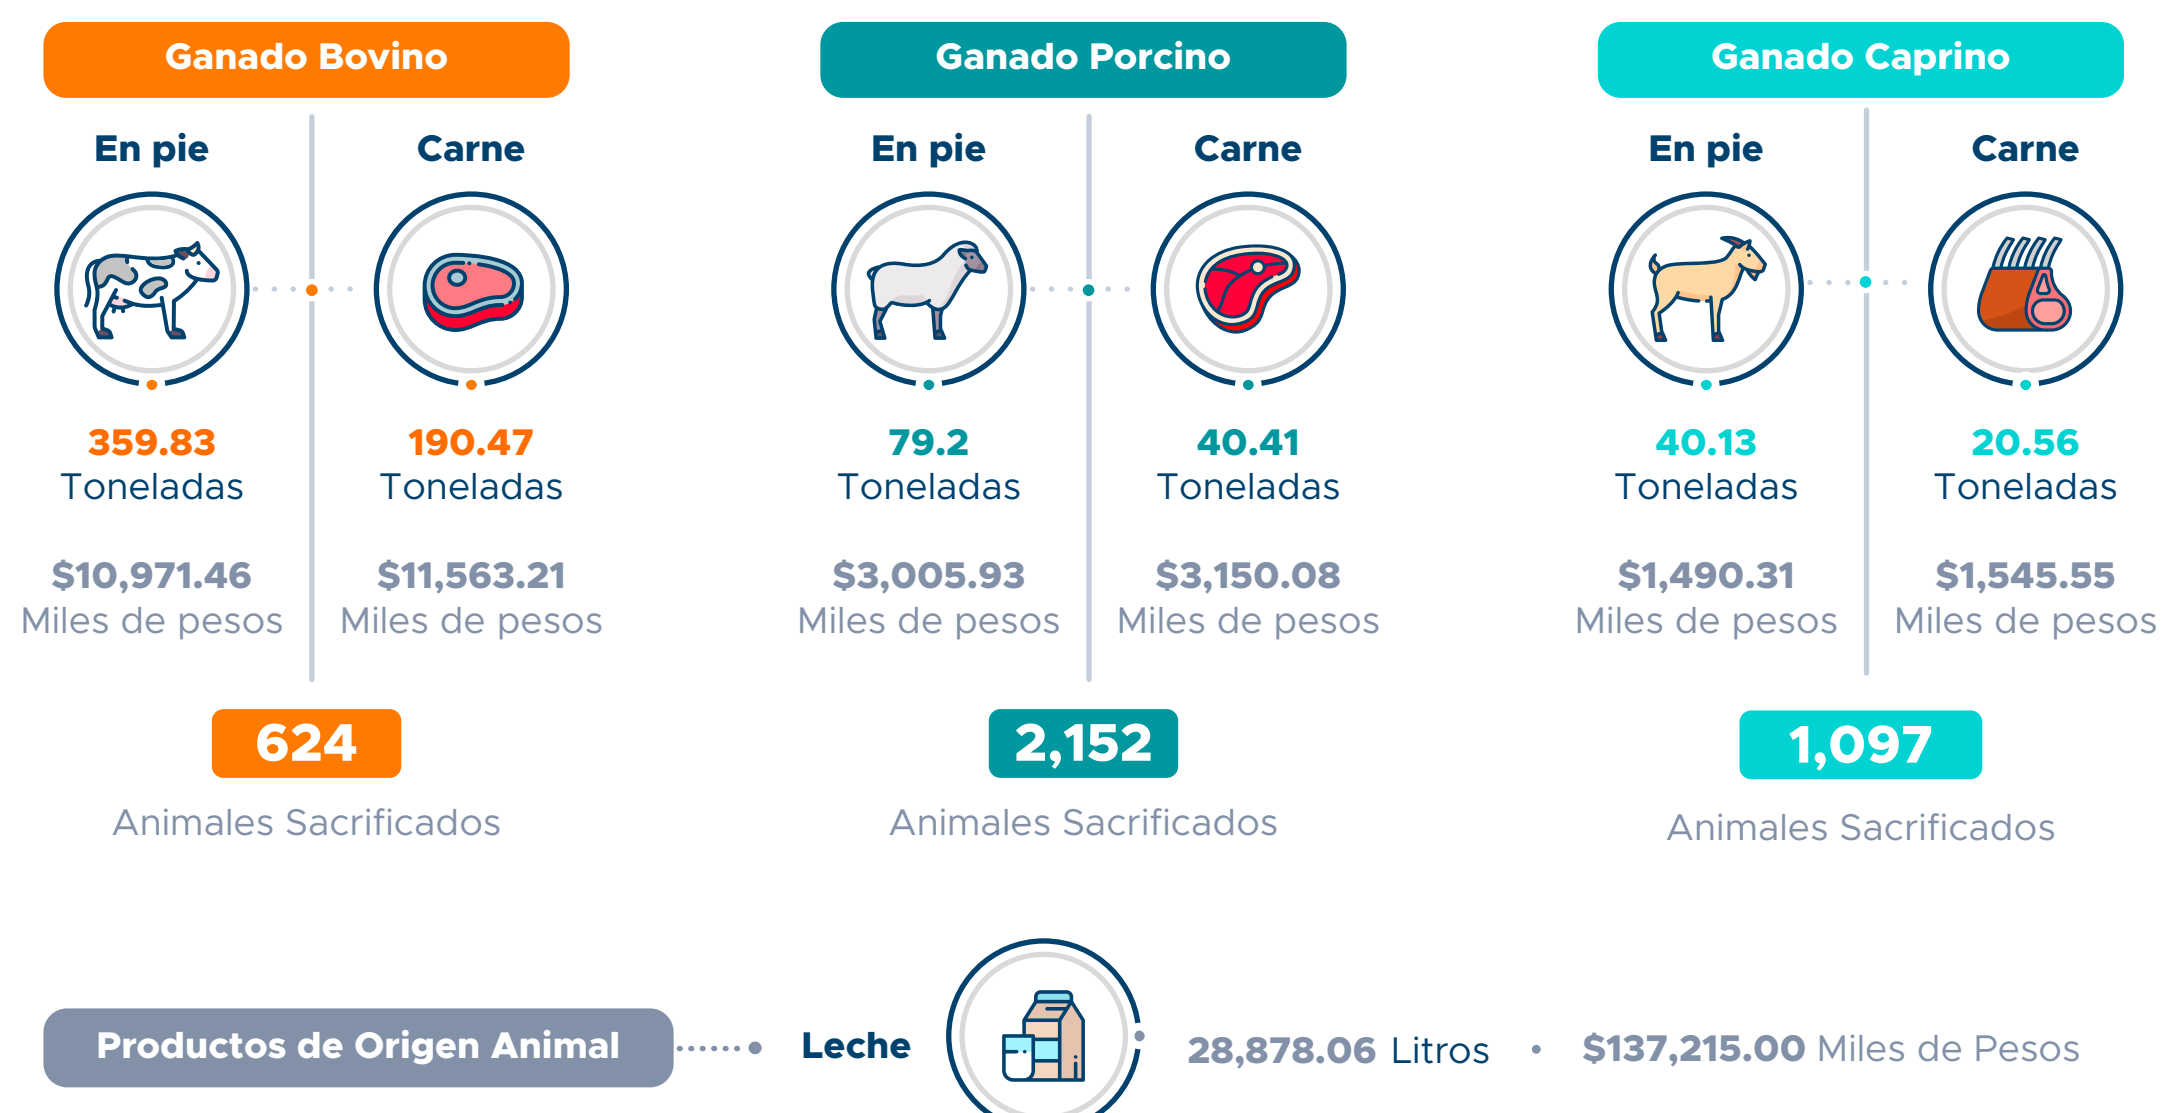 Ganado Bovino
En pie
Carne
359.83
Toneladas
190.47
Toneladas
$10,971.46
Miles de pesos
$11,563.21
Miles de pesos
624
Animales Sacrificados
Ganado Porcino
En pie
Carne
79.2
Toneladas
40.41
Toneladas
$3,005.93
Miles de pesos
$3,150.08
Miles de pesos
2,152
Animales Sacrificados
Ganado Caprino
En pie
Carne
40.13
Toneladas
20.56
Toneladas
$1,490.31
Miles de pesos
$1,545.55
Miles de pesos
1,097
Animales Sacrificados
Productos de Origen Animal
Leche
28,878.06 Litros • $137,215.00 Miles de Pesos